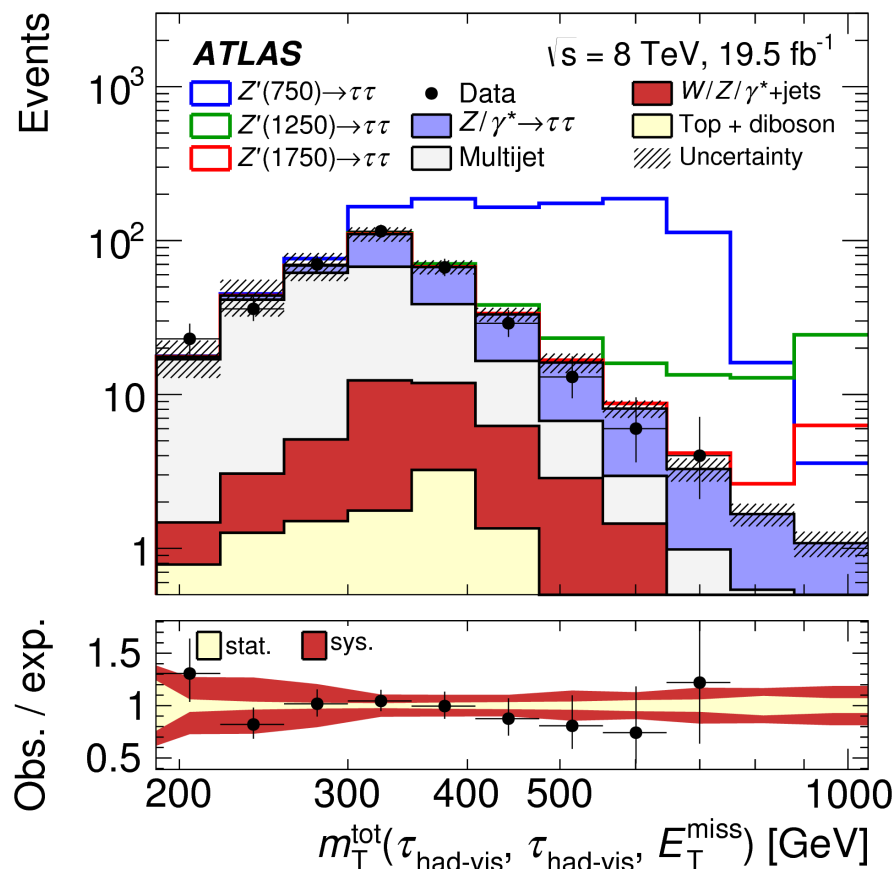 ATLAS √s = 8 TeV, 19.5 fb⁻¹
Z′(750)→ττ Data W/Z/γ*+jets
Z′(1250)→ττ Z/γ*→ττ Top + diboson
Z′(1750)→ττ Multijet Uncertainty
Events
10³
10²
10
1
stat. sys.
Obs. / exp.
1.5
1
0.5
200 300 400 500 1000
m_T^tot(τ_had-vis, τ_had-vis, E_T^miss) [GeV]